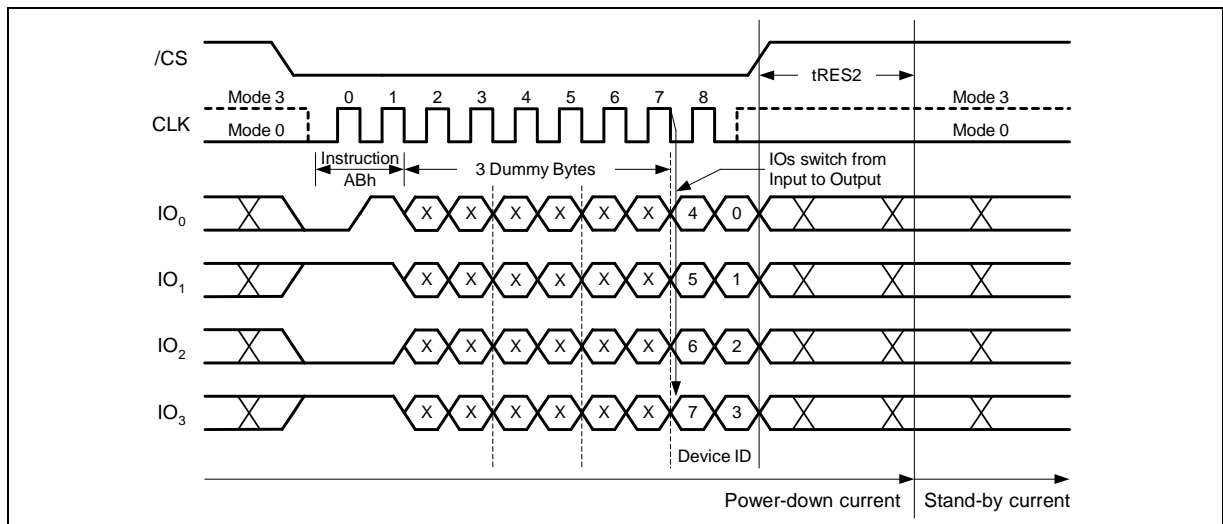 /CS
tRES2
Mode 3 0 1 2 3 4 5 6 7 8 Mode 3
CLK
Mode 0 Mode 0
Instruction
ABh
3 Dummy Bytes
IOs switch from
Input to Output
IO0 X X X X X X 4 0
IO1 X X X X X X 5 1
IO2 X X X X X X 6 2
IO3 X X X X X X 7 3
Device ID
Power-down current Stand-by current